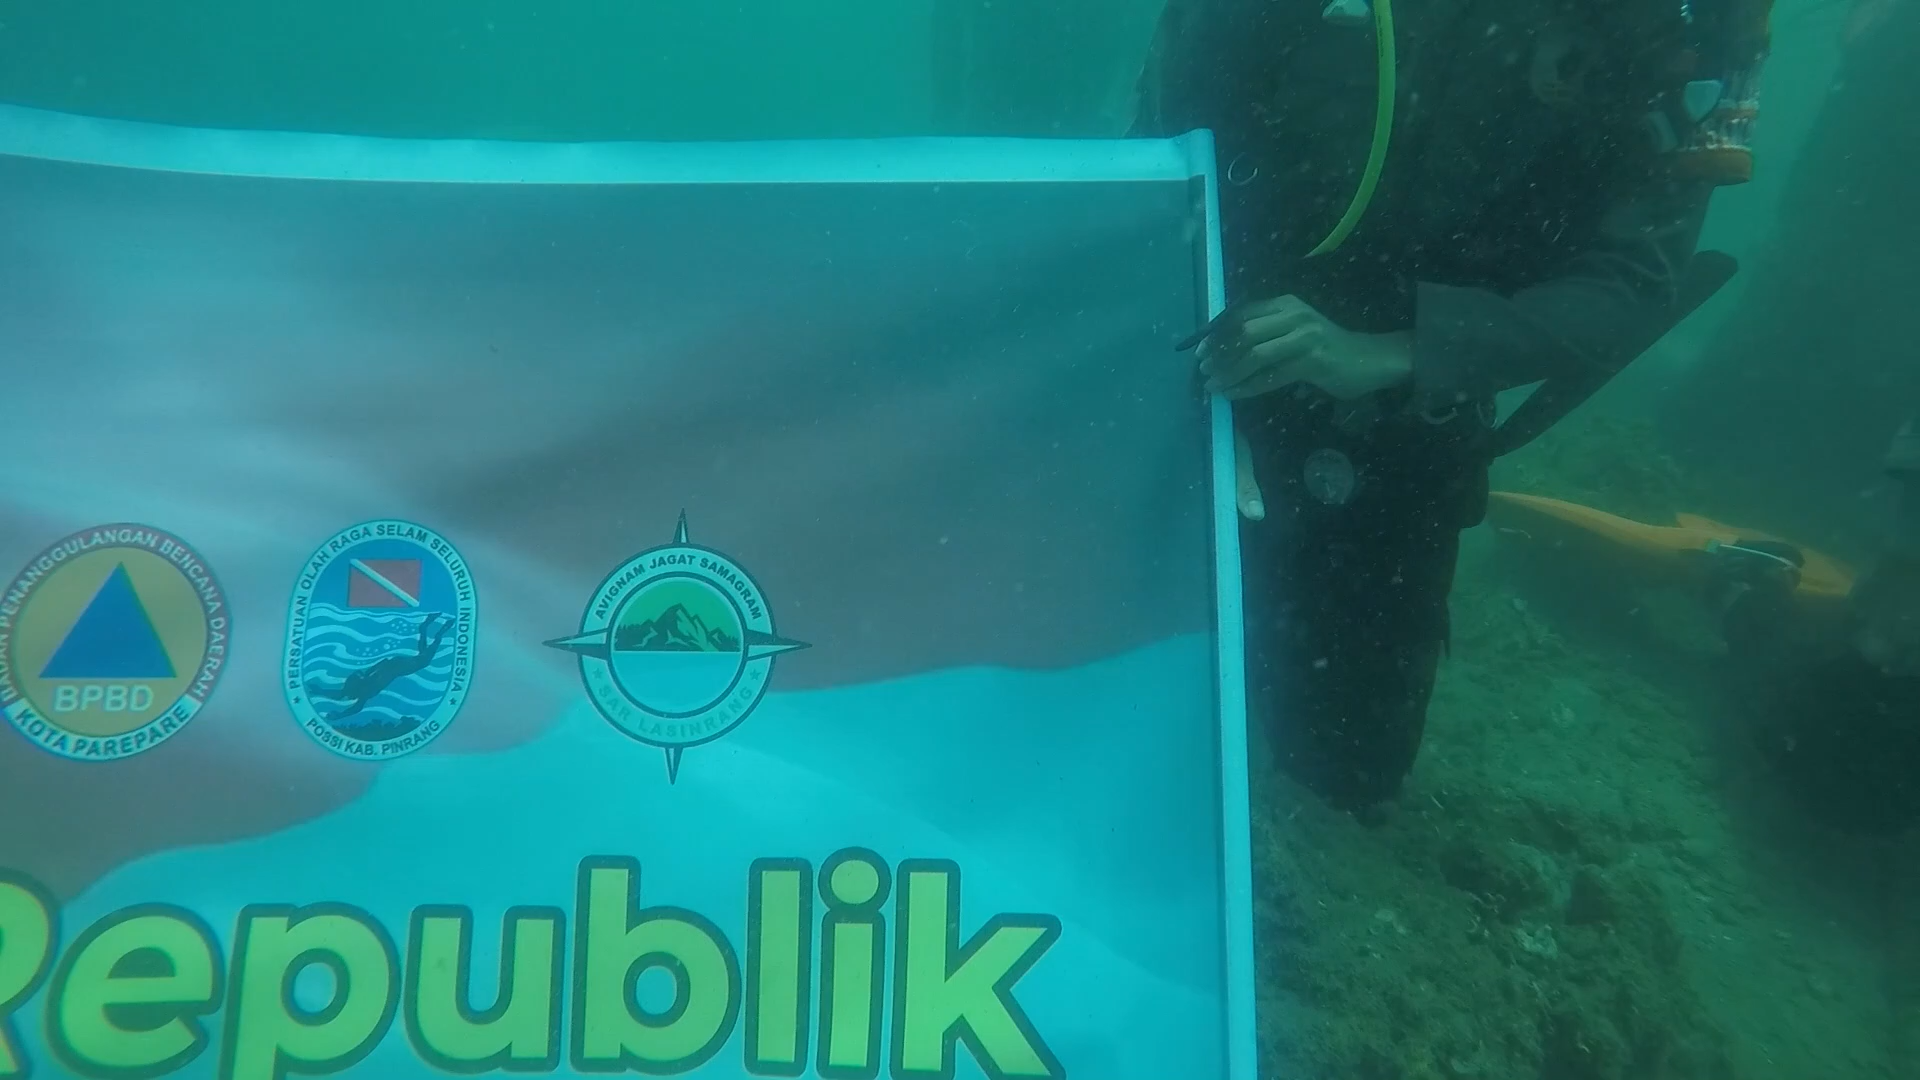 BADAN PENANGGULANGAN BENCANA DAERAH
BPBD
KOTA PAREPARE
PERSATUAN OLAH RAGA SELAM SELURUH INDONESIA
POSSI KAB. PINRANG
AVIGNAM JAGAT SAMAGRAM
SAR LASINRANG
Republik